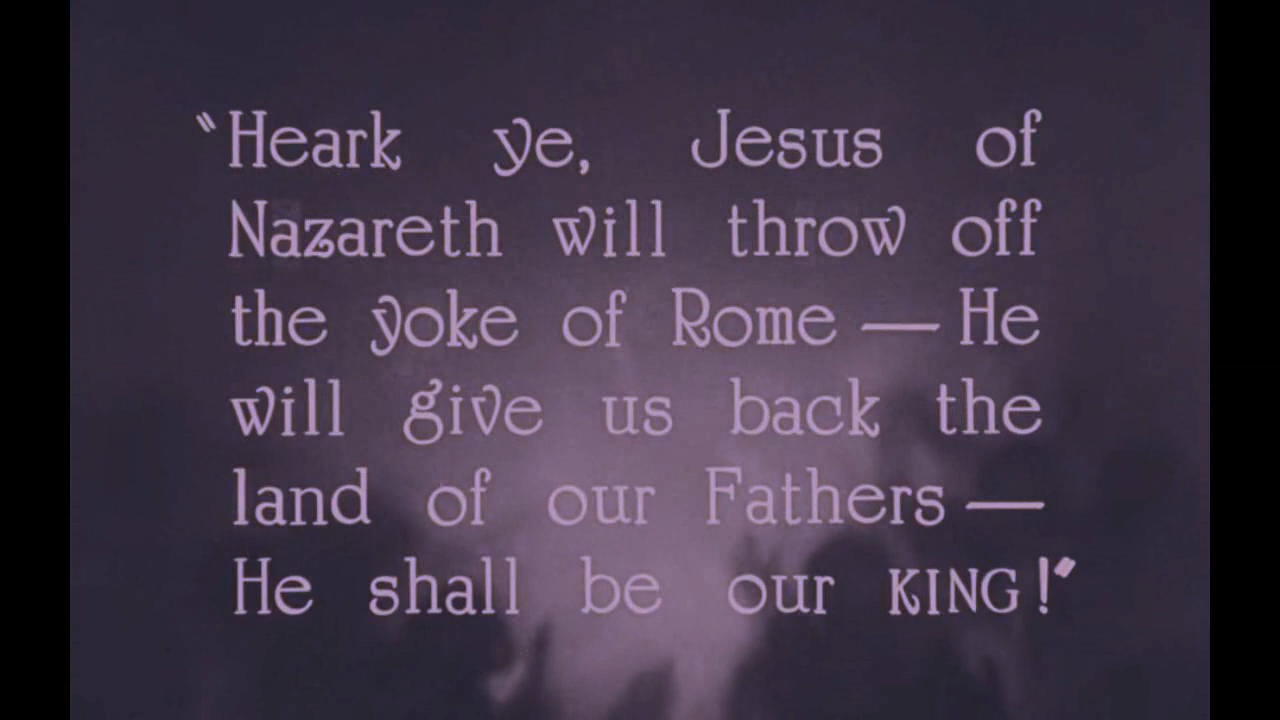 "Heark ye, Jesus of
Nazareth will throw off
the yoke of Rome — He
will give us back the
land of our Fathers —
He shall be our KING!"